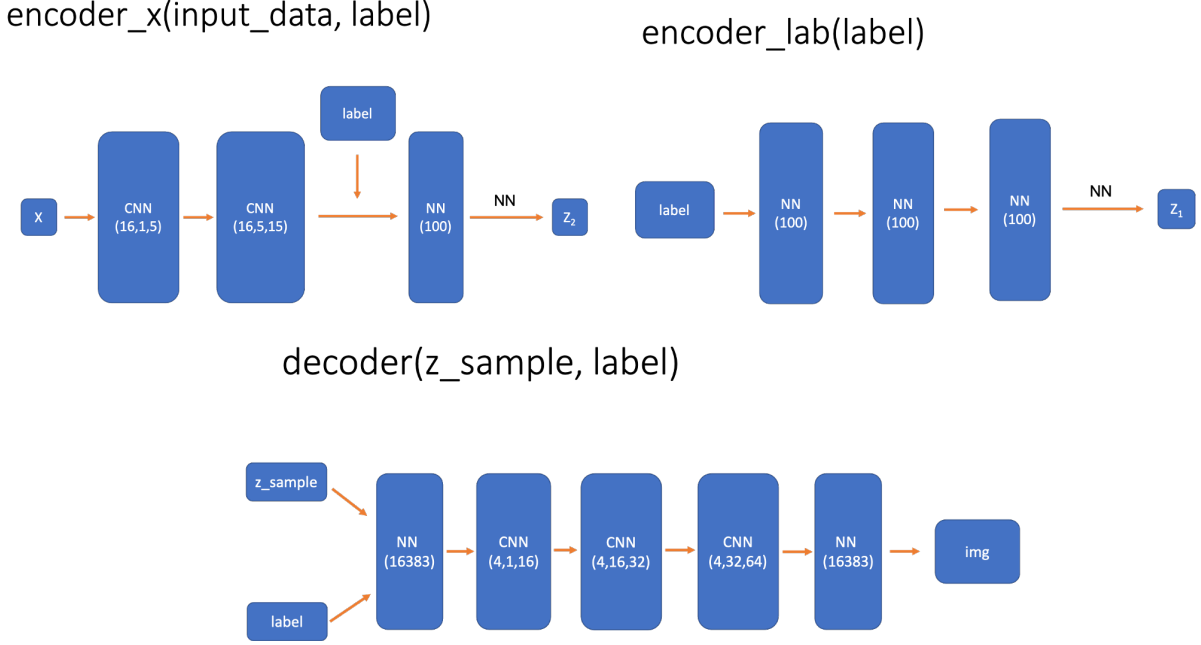 encoder_x(input_data, label)
encoder_lab(label)
label
X
CNN
(16,1,5)
CNN
(16,5,15)
NN
(100)
NN
Z₂
label
NN
(100)
NN
(100)
NN
(100)
NN
Z₁
decoder(z_sample, label)
z_sample
label
NN
(16383)
CNN
(4,1,16)
CNN
(4,16,32)
CNN
(4,32,64)
NN
(16383)
img